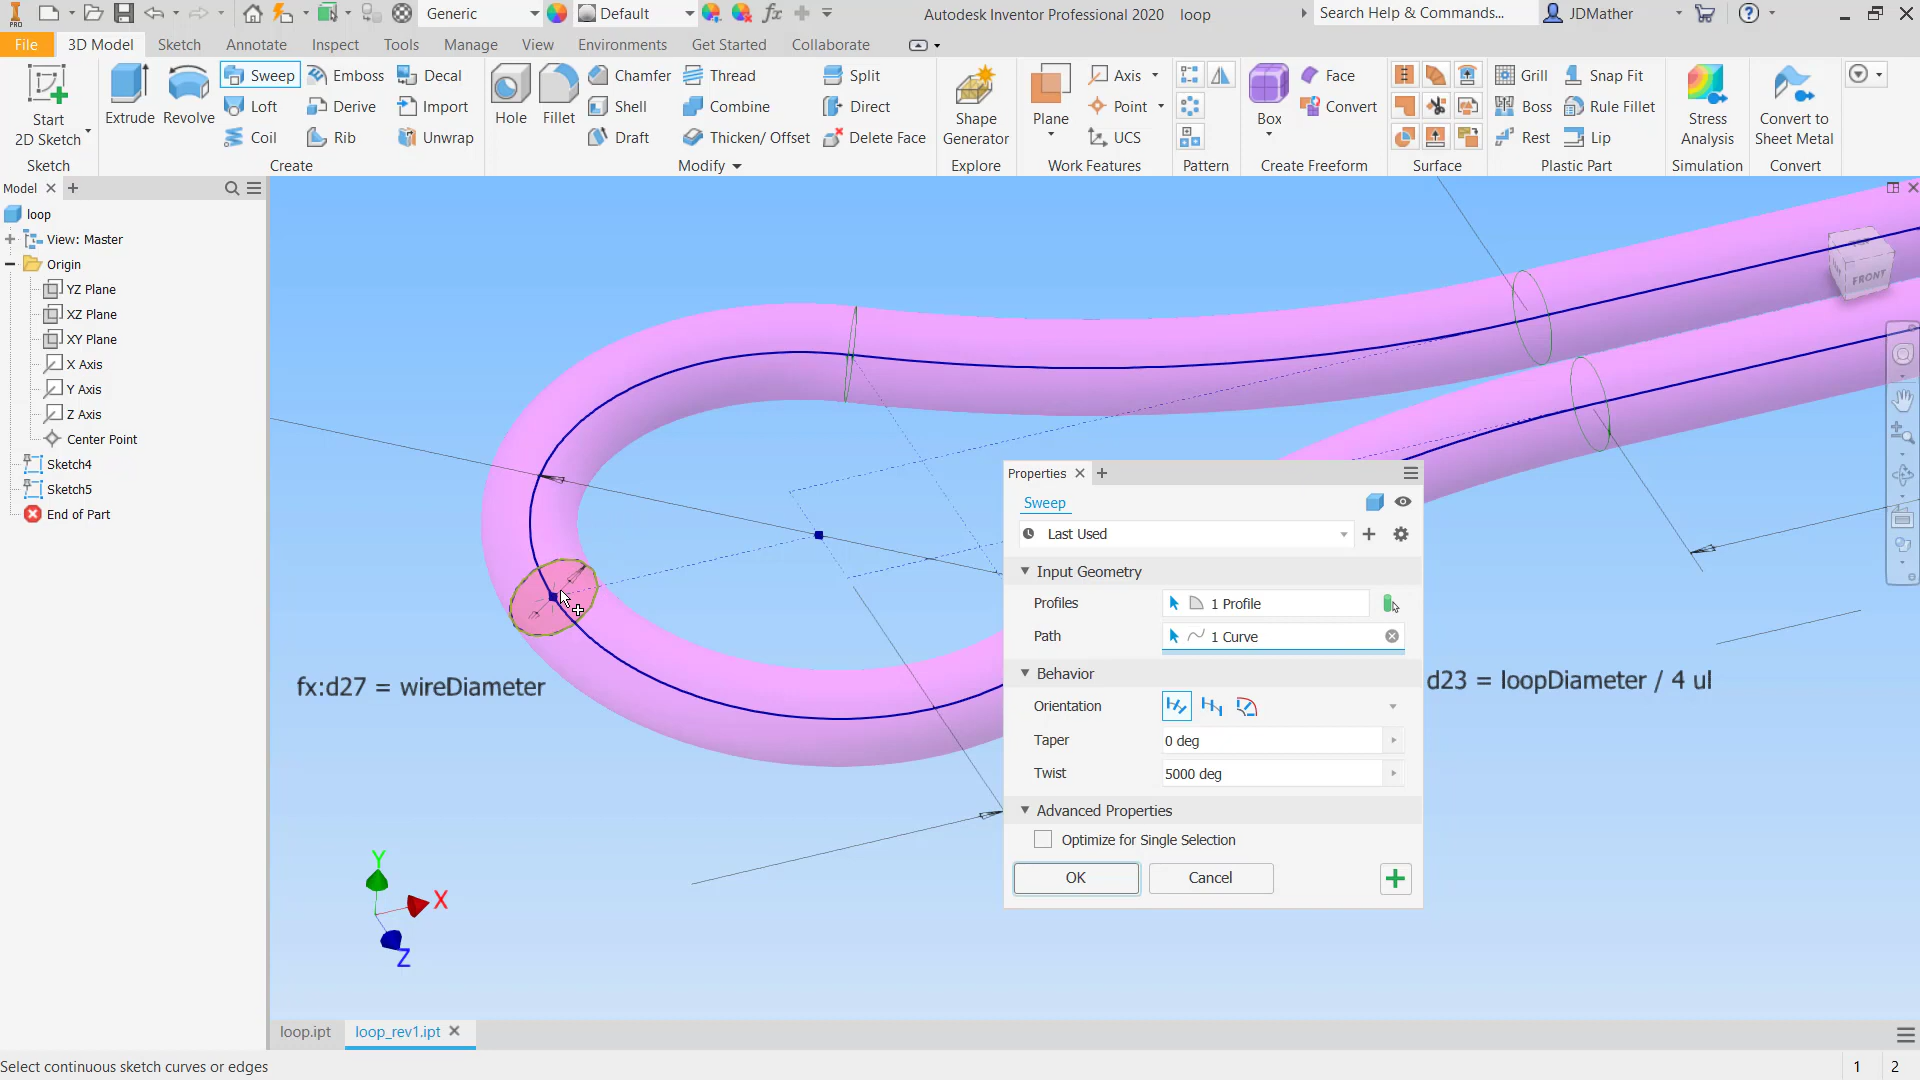 PRO
Generic
Default
fx
Autodesk Inventor Professional 2020 loop
Search Help & Commands...
JDMather
File
3D Model
Sketch
Annotate
Inspect
Tools
Manage
View
Environments
Get Started
Collaborate
Start
2D Sketch
Extrude
Revolve
Sweep
Emboss
Decal
Loft
Derive
Import
Coil
Rib
Unwrap
Hole
Fillet
Chamfer
Thread
Split
Shell
Combine
Direct
Draft
Thicken/ Offset
Delete Face
Shape
Generator
Plane
Axis
Point
UCS
Box
Face
Convert
Grill
Snap Fit
Boss
Rule Fillet
Rest
Lip
Stress
Analysis
Convert to
Sheet Metal
Sketch
Create
Modify
Explore
Work Features
Pattern
Create Freeform
Surface
Plastic Part
Simulation
Convert
Model
loop
View: Master
Origin
YZ Plane
XZ Plane
XY Plane
X Axis
Y Axis
Z Axis
Center Point
Sketch4
Sketch5
End of Part
FRONT
fx:d27 = wireDiameter
d23 = loopDiameter / 4 ul
Properties
Sweep
Last Used
Input Geometry
Profiles
1 Profile
Path
1 Curve
Behavior
Orientation
Taper
0 deg
Twist
5000 deg
Advanced Properties
Optimize for Single Selection
OK
Cancel
Y
X
Z
loop.ipt
loop_rev1.ipt
Select continuous sketch curves or edges
1
2